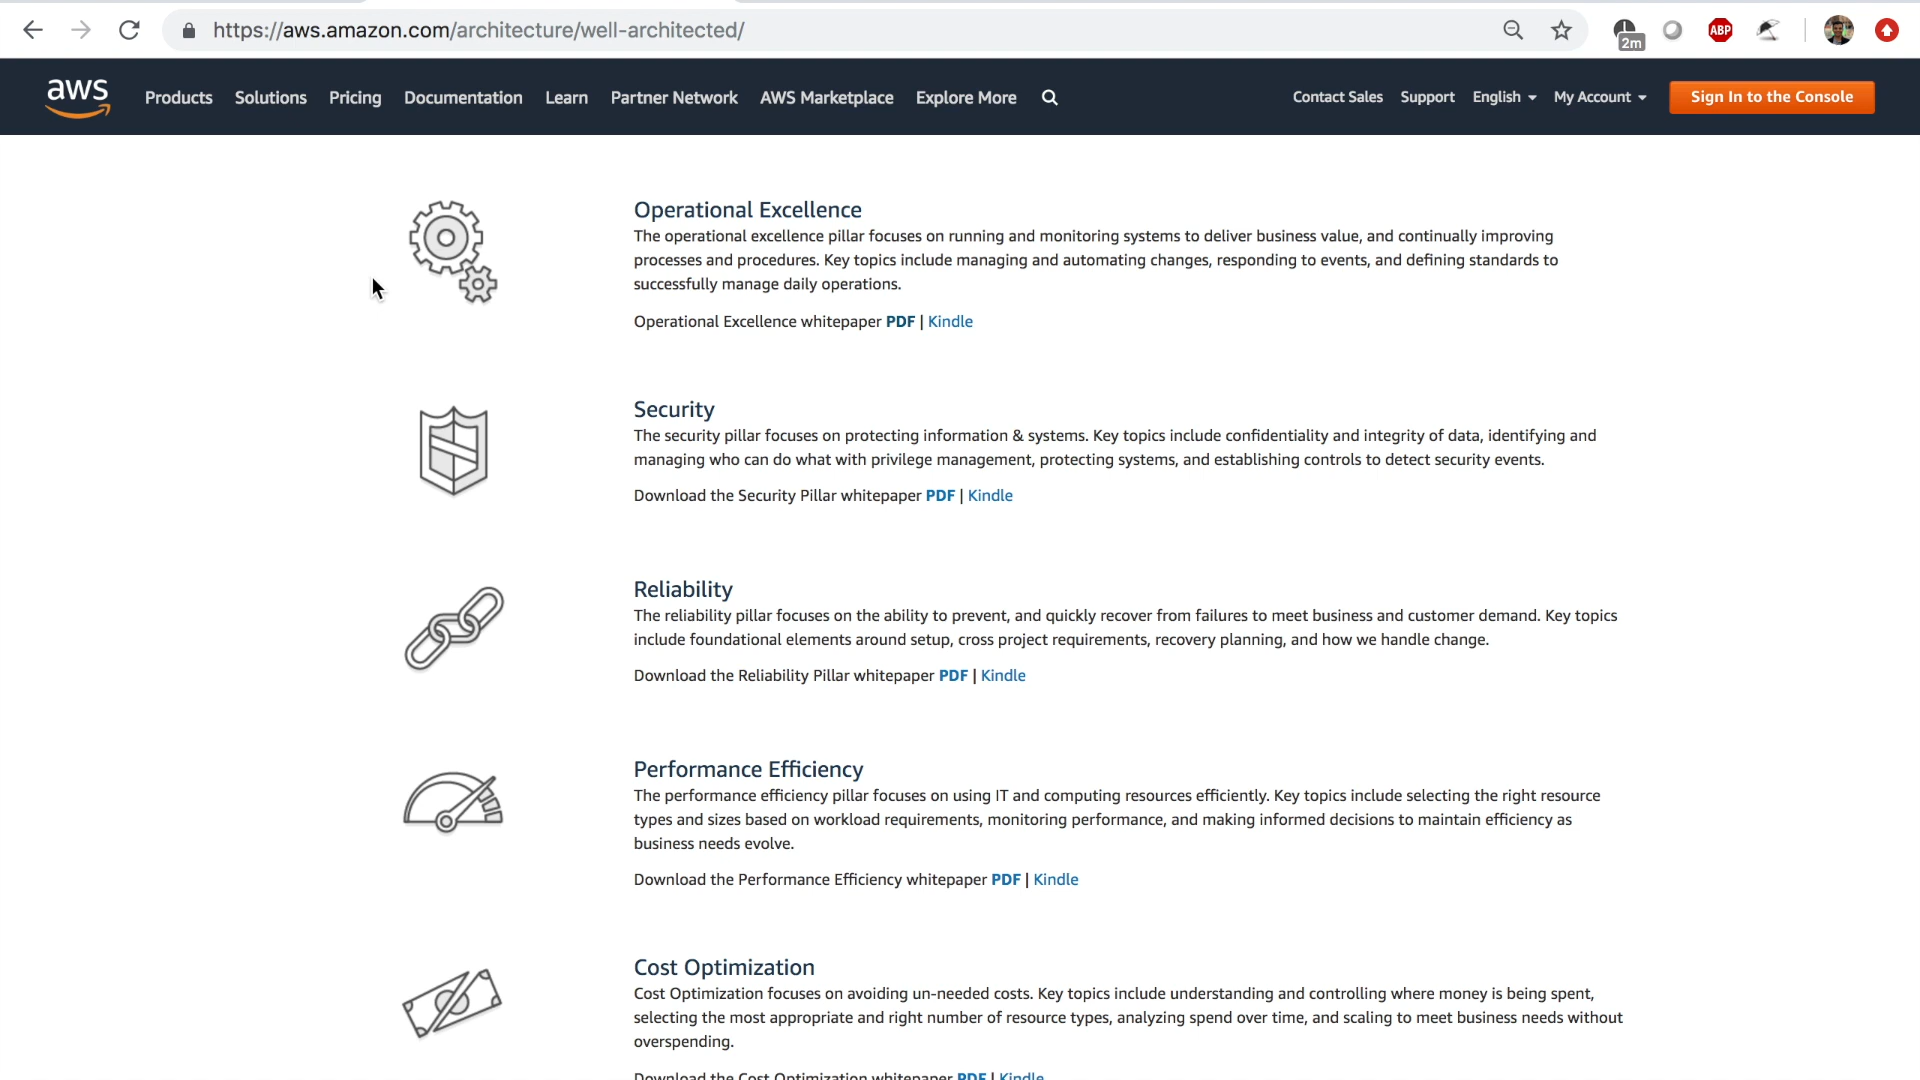 https://aws.amazon.com/architecture/well-architected/
2m
ABP
aws
Products Solutions Pricing Documentation Learn Partner Network AWS Marketplace Explore More
Contact Sales Support English My Account Sign In to the Console
Operational Excellence
The operational excellence pillar focuses on running and monitoring systems to deliver business value, and continually improving
processes and procedures. Key topics include managing and automating changes, responding to events, and defining standards to
successfully manage daily operations.
Operational Excellence whitepaper PDF | Kindle
Security
The security pillar focuses on protecting information & systems. Key topics include confidentiality and integrity of data, identifying and
managing who can do what with privilege management, protecting systems, and establishing controls to detect security events.
Download the Security Pillar whitepaper PDF | Kindle
Reliability
The reliability pillar focuses on the ability to prevent, and quickly recover from failures to meet business and customer demand. Key topics
include foundational elements around setup, cross project requirements, recovery planning, and how we handle change.
Download the Reliability Pillar whitepaper PDF | Kindle
Performance Efficiency
The performance efficiency pillar focuses on using IT and computing resources efficiently. Key topics include selecting the right resource
types and sizes based on workload requirements, monitoring performance, and making informed decisions to maintain efficiency as
business needs evolve.
Download the Performance Efficiency whitepaper PDF | Kindle
Cost Optimization
Cost Optimization focuses on avoiding un-needed costs. Key topics include understanding and controlling where money is being spent,
selecting the most appropriate and right number of resource types, analyzing spend over time, and scaling to meet business needs without
overspending.
Download the Cost Optimization whitepaper PDF | Kindle